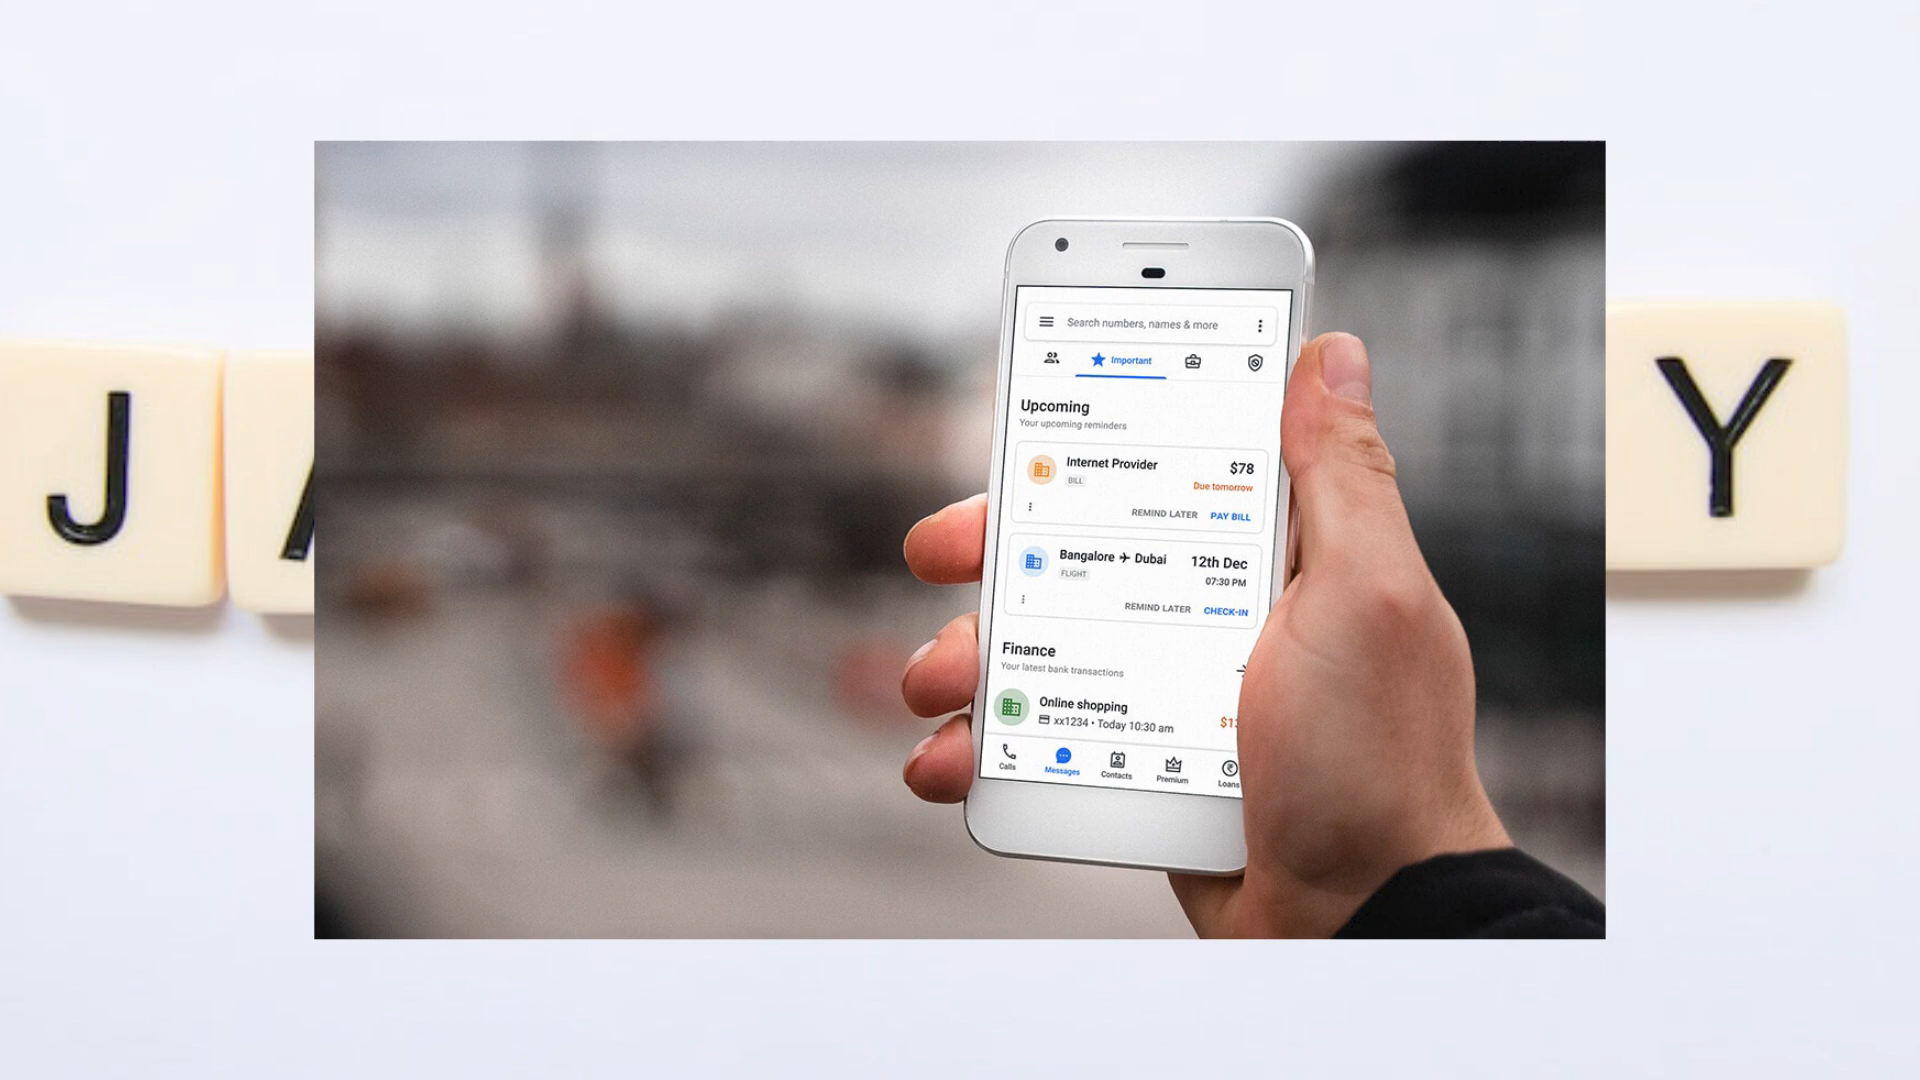 J
Y
Search numbers, names & more
Important
Upcoming
Your upcoming reminders
Internet Provider $78
BILL Due tomorrow
REMIND LATER PAY BILL
Bangalore Dubai 12th Dec
FLIGHT 07:30 PM
REMIND LATER CHECK-IN
Finance
Your latest bank transactions
Online shopping
xx1234 • Today 10:30 am
Calls Messages Contacts Premium Loans